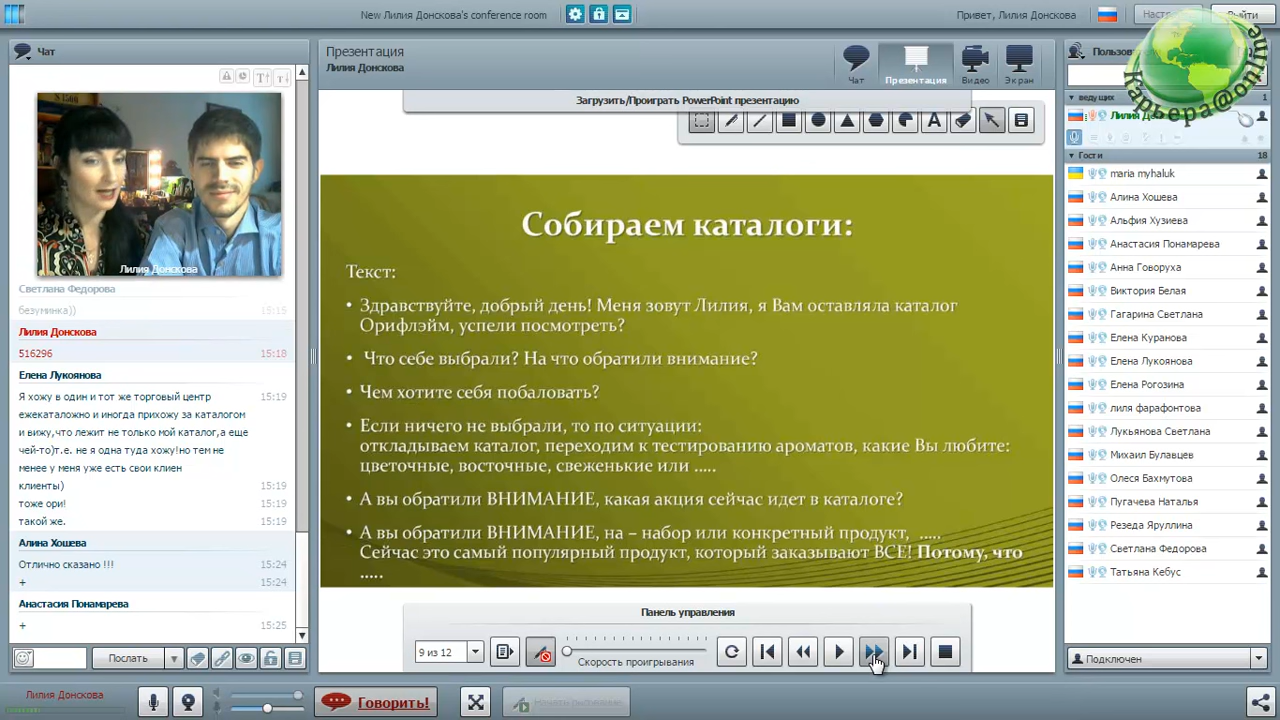 New Лилия Донскова's conference room
Привет, Лилия Донскова
Выйти
Чат
Лилия Донскова
Светлана Федорова
безуминка))
15:15
Лилия Донскова
516296
15:18
Елена Лукоянова
Я хожу в один и тот же торговый центр
15:19
ежекаталожно и иногда прихожу за каталогом
и вижу,что лежит не только мой каталог,а еще
чей-то)т.е. не я одна туда хожу!но тем не
менее у меня уже есть свои клиен
клиенты)
15:19
тоже ори!
15:19
такой же.
15:19
Алина Хошева
Отлично сказано !!!
15:24
+
15:24
Анастасия Понамарева
+
15:25
Послать
Презентация
Лилия Донскова
Чат
Презентация
Видео
Экран
Загрузить/Проиграть PowerPoint презентацию
Собираем каталоги:
Текст:
• Здравствуйте, добрый день! Меня зовут Лилия, я Вам оставляла каталог
Орифлэйм, успели посмотреть?
• Что себе выбрали? На что обратили внимание?
• Чем хотите себя побаловать?
• Если ничего не выбрали, то по ситуации:
откладываем каталог, переходим к тестированию ароматов, какие Вы любите:
цветочные, восточные, свеженькие или .....
• А вы обратили ВНИМАНИЕ, какая акция сейчас идет в каталоге?
• А вы обратили ВНИМАНИЕ, на – набор или конкретный продукт, .....
Сейчас это самый популярный продукт, который заказывают ВСЕ! Потому, что
.....
Панель управления
9 из 12
Скорость проигрывания
Карьера@online
ведущих
1
Гости
18
maria myhaluk
Алина Хошева
Альфия Хузиева
Анастасия Понамарева
Анна Говоруха
Виктория Белая
Гагарина Светлана
Елена Куранова
Елена Лукоянова
Елена Рогозина
лиля фарафонтова
Лукьянова Светлана
Михаил Булавцев
Олеся Бахмутова
Пугачева Наталья
Резеда Яруллина
Светлана Федорова
Татьяна Кебус
Подключен
Лилия Донскова
Говорить!